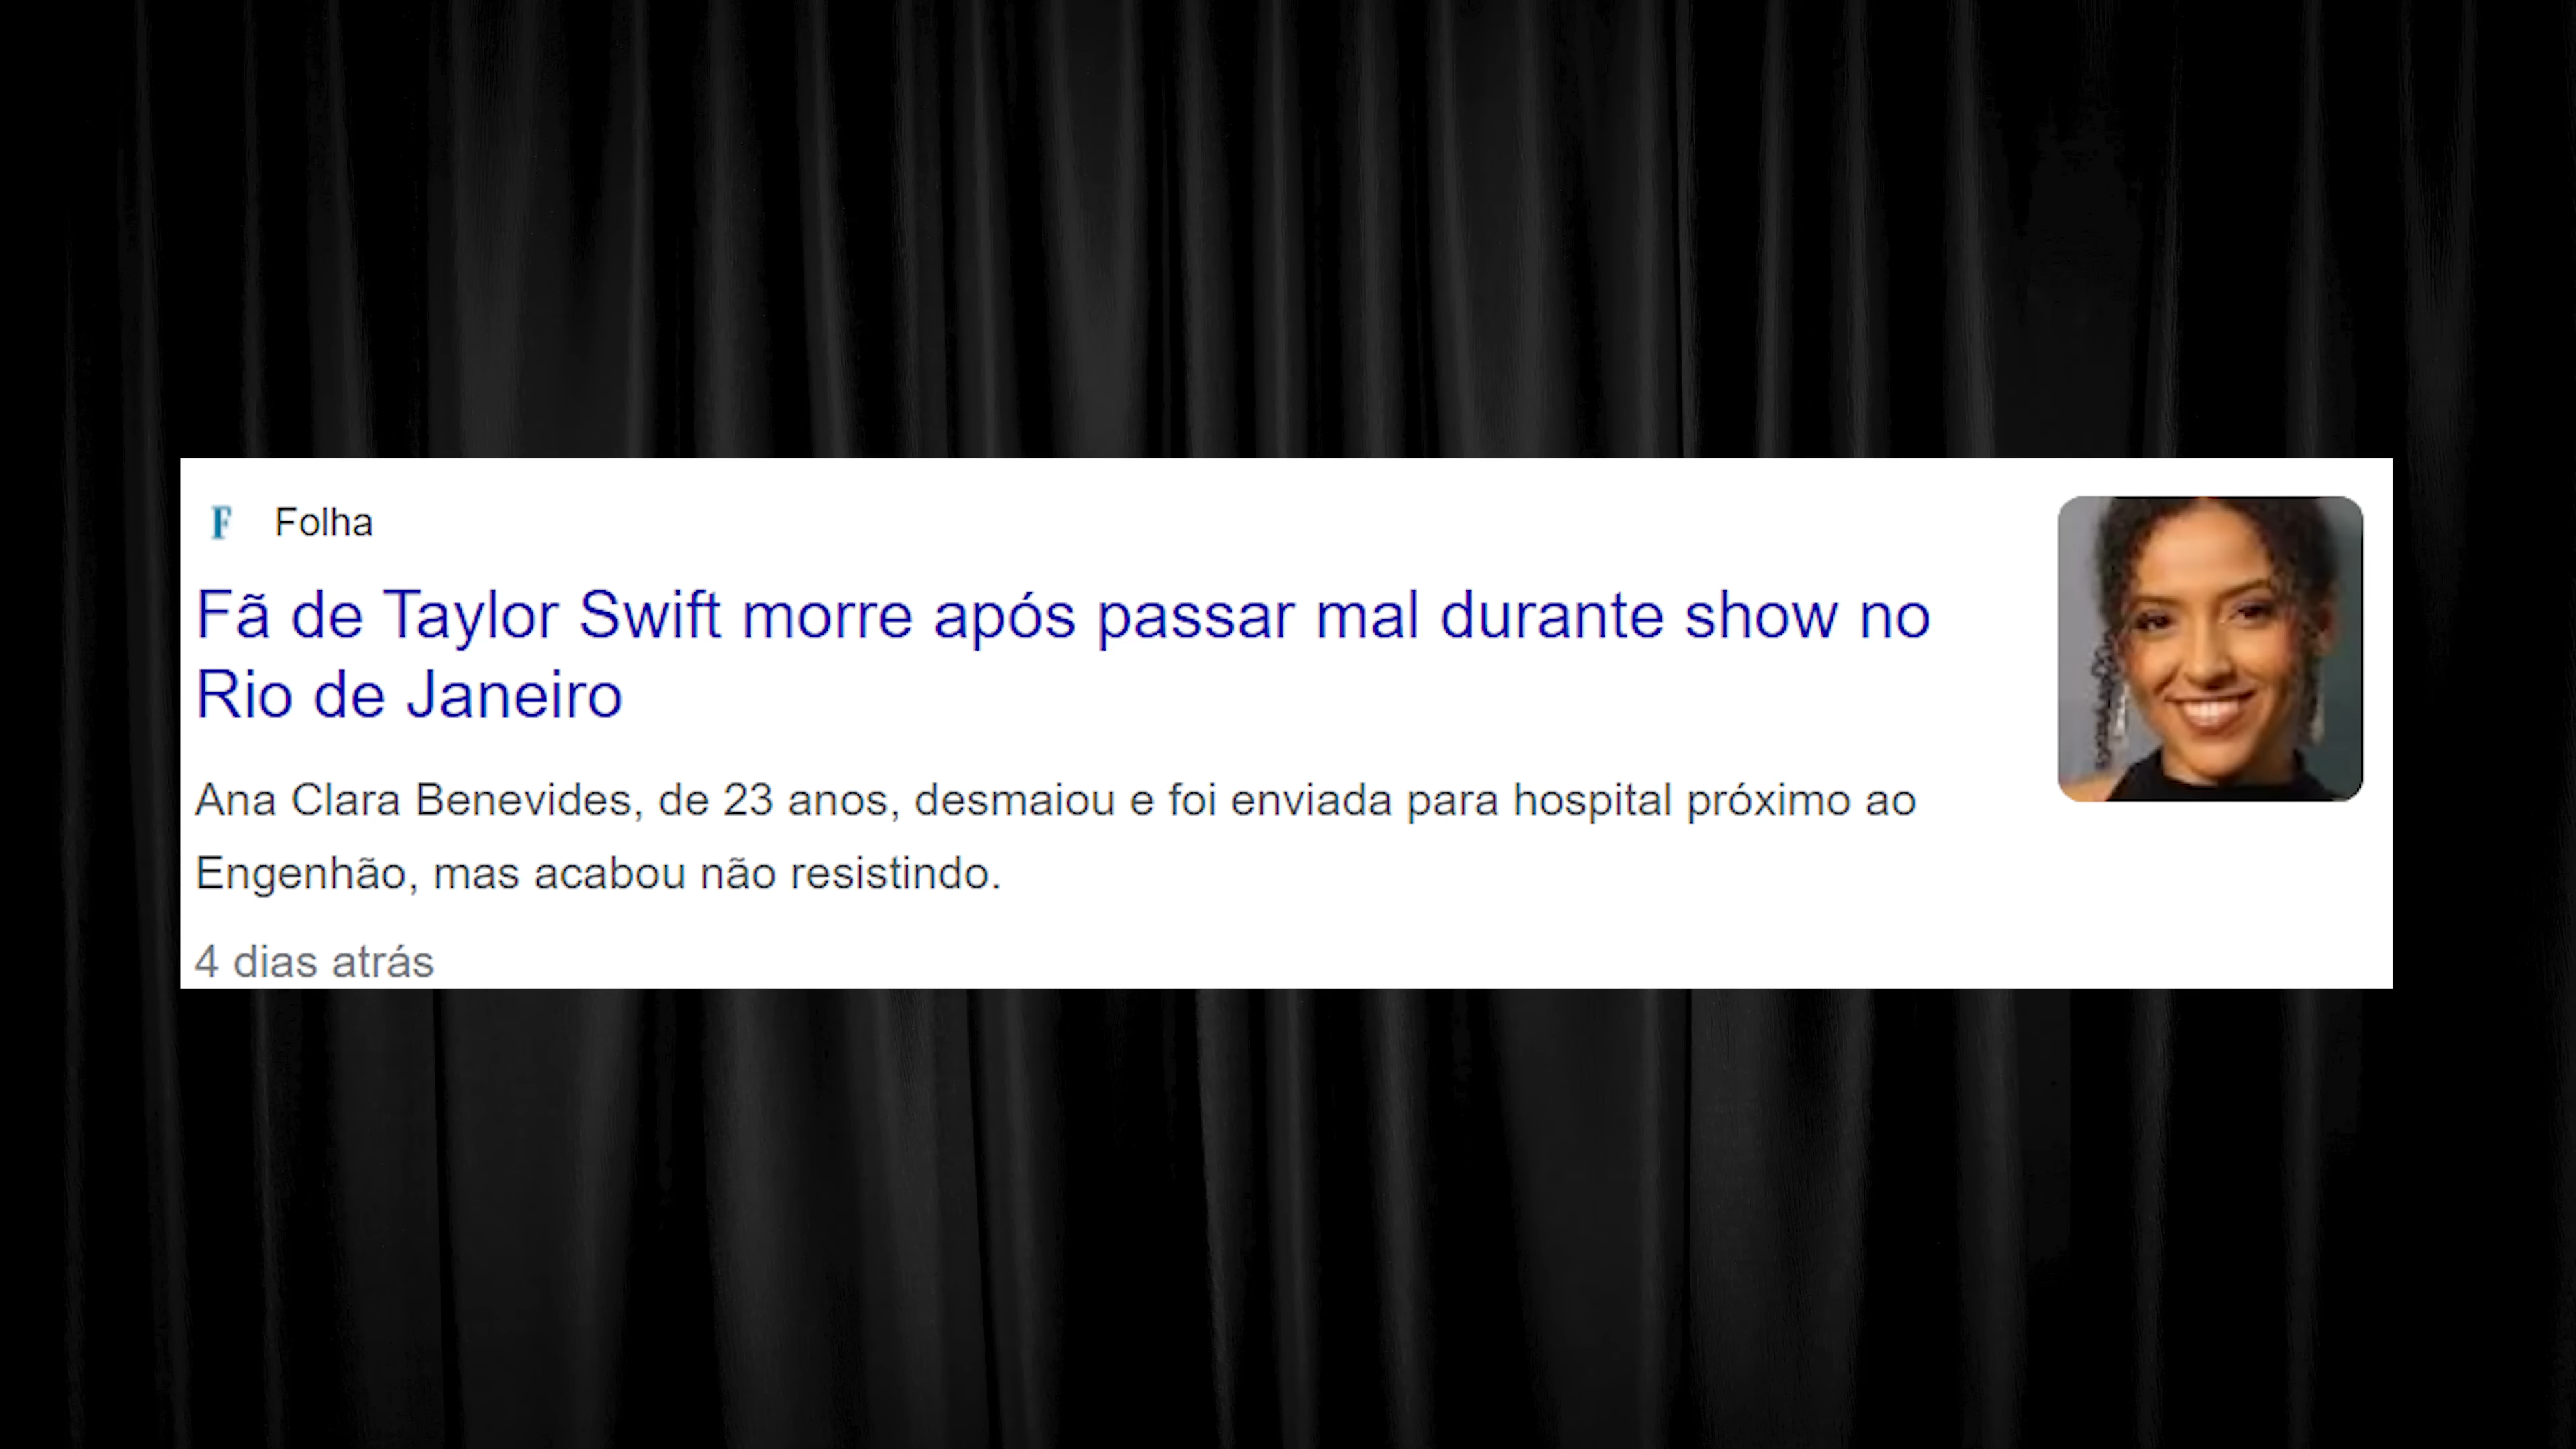 F Folha
Fã de Taylor Swift morre após passar mal durante show no
Rio de Janeiro
Ana Clara Benevides, de 23 anos, desmaiou e foi enviada para hospital próximo ao
Engenhão, mas acabou não resistindo.
4 dias atrás